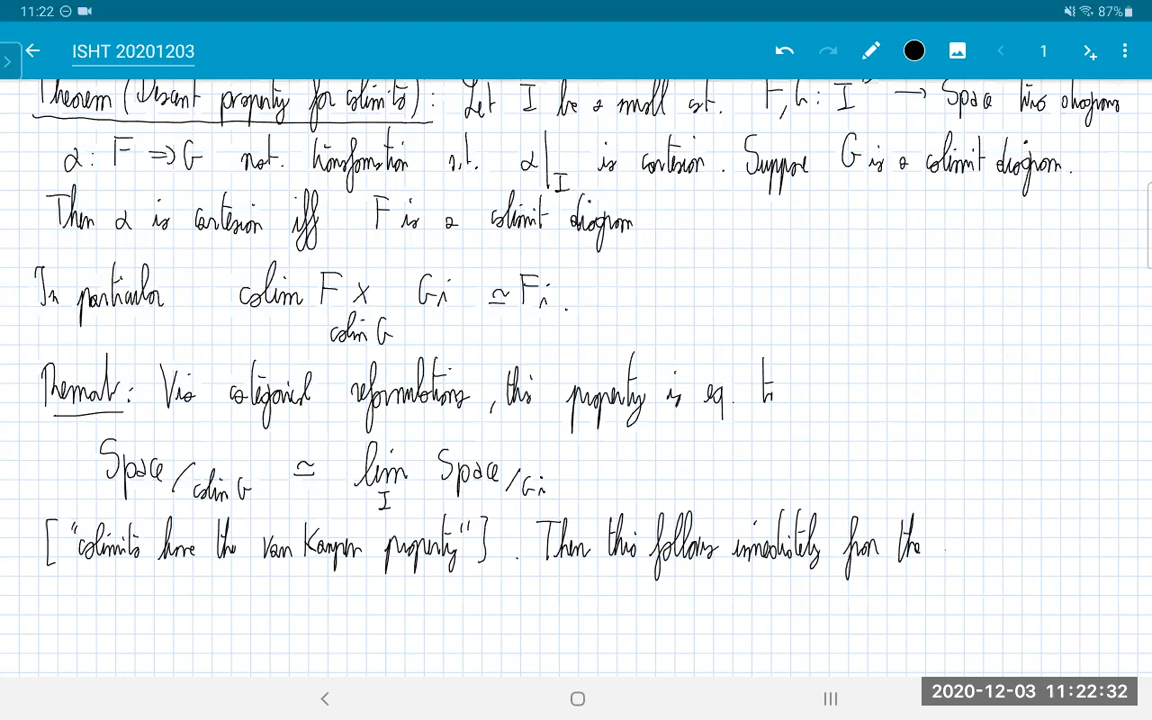 11:22
87%
ISHT 20201203
1
Theorem (Descent property for colimits): Let I be a small cat. F, G : I▹ → Space two diagrams
α: F ⇒ G nat. transformation s.t. α|_I is cartesian. Suppose G is a colimit diagram.
Then α is cartesian iff F is a colimit diagram
In particular colim F × Gi ≃ Fi.
colim G
Remark: Via categorical reformulations, this property is eq. t
Space/colim G ≃ lim_I Space/Gi
["colimits have the van Kampen property"]. Then this follows immediately from the
2020-12-03 11:22:32